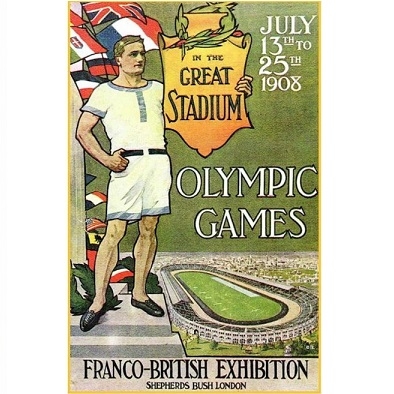 IN THE
GREAT
STADIUM
JULY
13TH TO
25TH
1908
OLYMPIC
GAMES
FRANCO-BRITISH EXHIBITION
SHEPHERDS BUSH LONDON